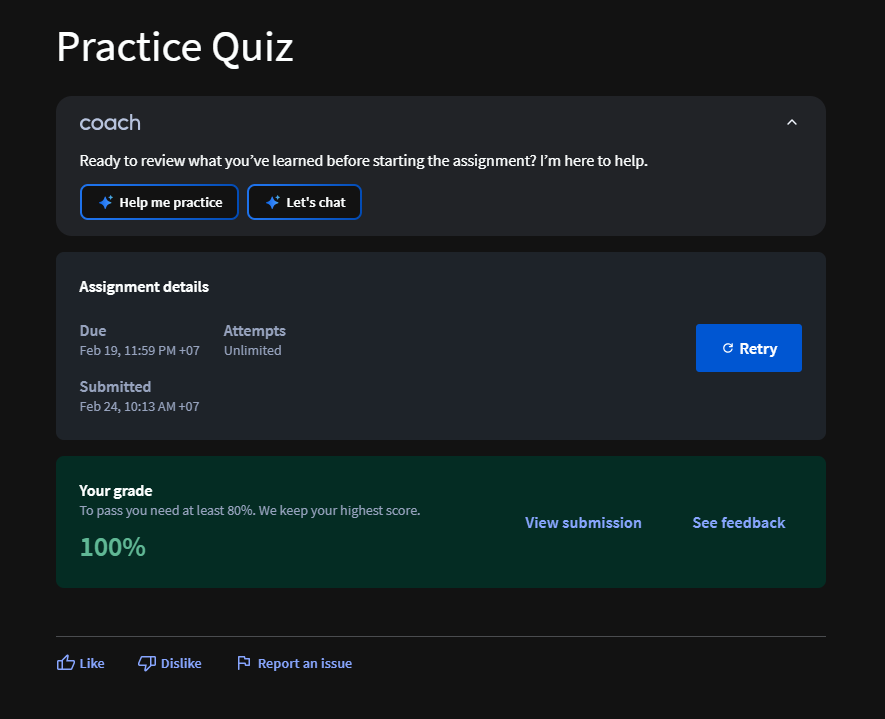 Practice Quiz
coach
Ready to review what you’ve learned before starting the assignment? I’m here to help.
Help me practice
Let's chat
Assignment details
Due
Attempts
Feb 19, 11:59 PM +07
Unlimited
Retry
Submitted
Feb 24, 10:13 AM +07
Your grade
To pass you need at least 80%. We keep your highest score.
View submission
See feedback
100%
Like
Dislike
Report an issue